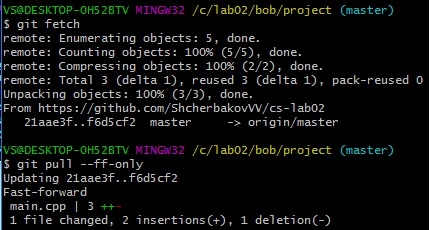 VS@DESKTOP-OH52BTV MINGW32 /c/lab02/bob/project (master)
$ git fetch
remote: Enumerating objects: 5, done.
remote: Counting objects: 100% (5/5), done.
remote: Compressing objects: 100% (2/2), done.
remote: Total 3 (delta 1), reused 3 (delta 1), pack-reused 0
Unpacking objects: 100% (3/3), done.
From https://github.com/ShcherbakovVV/cs-lab02
   21aae3f..f6d5cf2  master     -> origin/master
VS@DESKTOP-OH52BTV MINGW32 /c/lab02/bob/project (master)
$ git pull --ff-only
Updating 21aae3f..f6d5cf2
Fast-forward
 main.cpp | 3 ++-
 1 file changed, 2 insertions(+), 1 deletion(-)